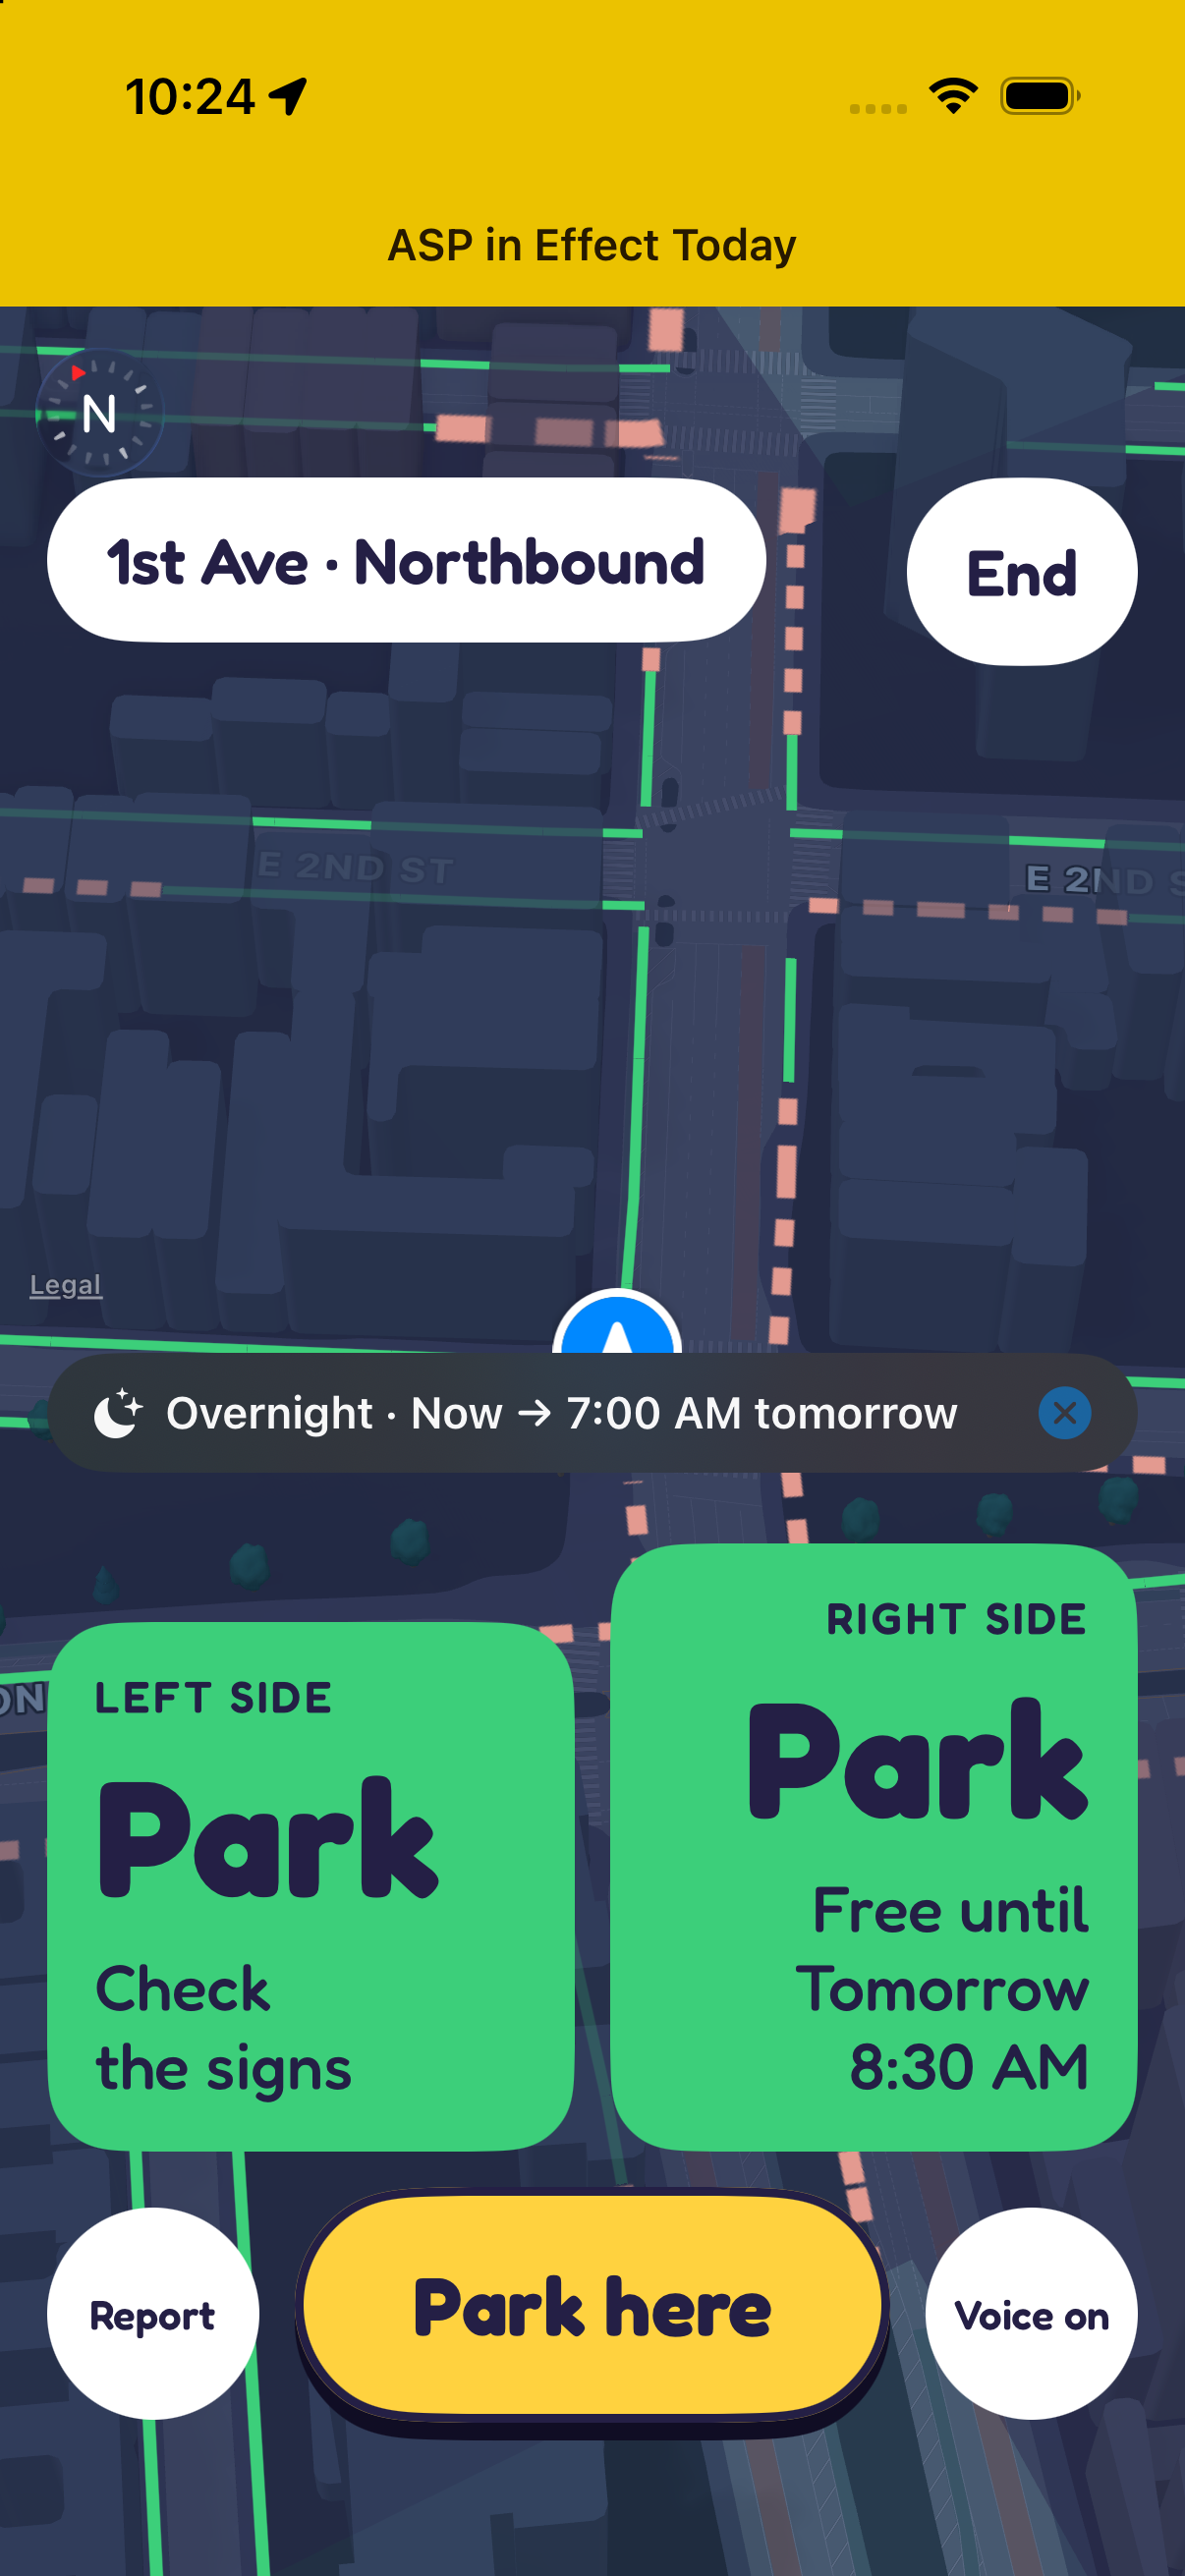 10:24
ASP in Effect Today
N
1st Ave · Northbound
End
E 2ND ST
E 2ND S
Legal
Overnight · Now → 7:00 AM tomorrow
RIGHT SIDE
Park
Free until
Tomorrow
8:30 AM
LEFT SIDE
Park
Check
the signs
Report
Park here
Voice on